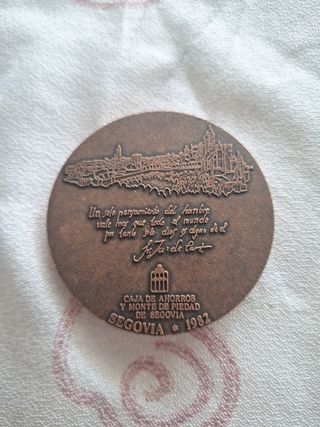 Un solo pensamiento del hombre
vale mas que todo el mundo
por tanto solo dios es digno de el
CAJA DE AHORROS
Y MONTE DE PIEDAD
DE SEGOVIA
SEGOVIA * 1982